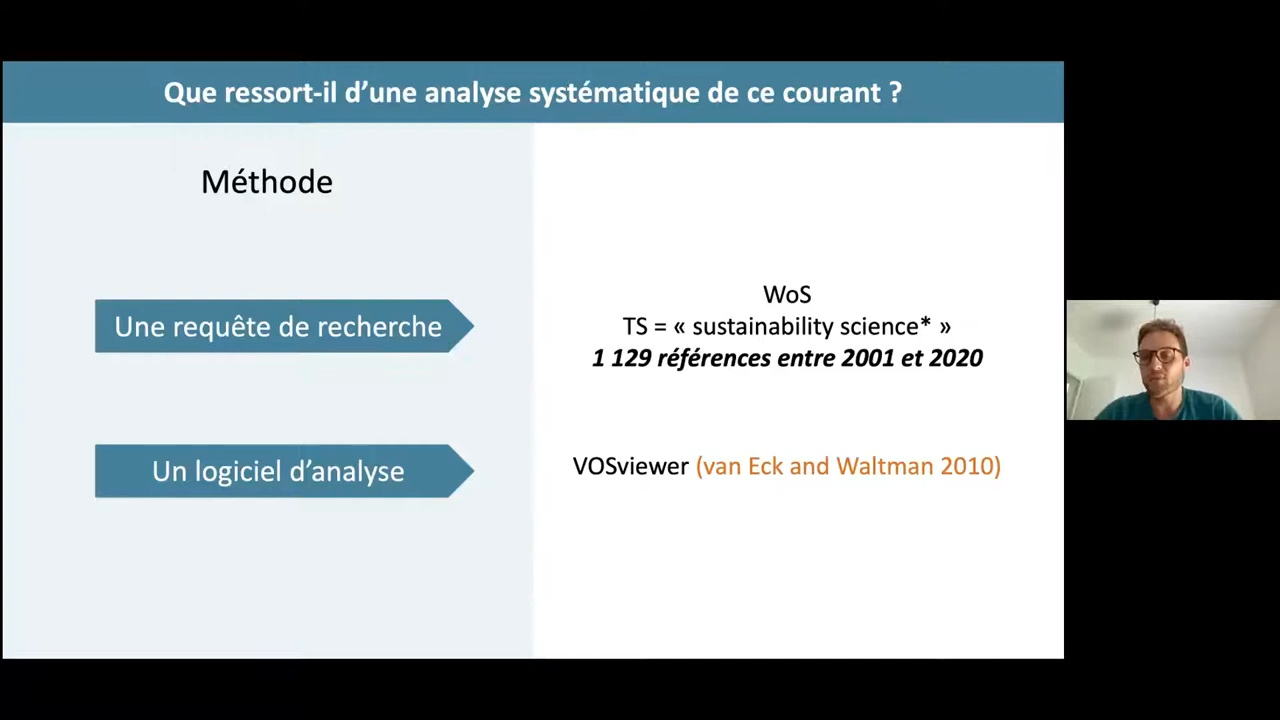 Que ressort-il d’une analyse systématique de ce courant ?
Méthode
Une requête de recherche
WoS
TS = « sustainability science* »
1 129 références entre 2001 et 2020
Un logiciel d’analyse
VOSviewer (van Eck and Waltman 2010)